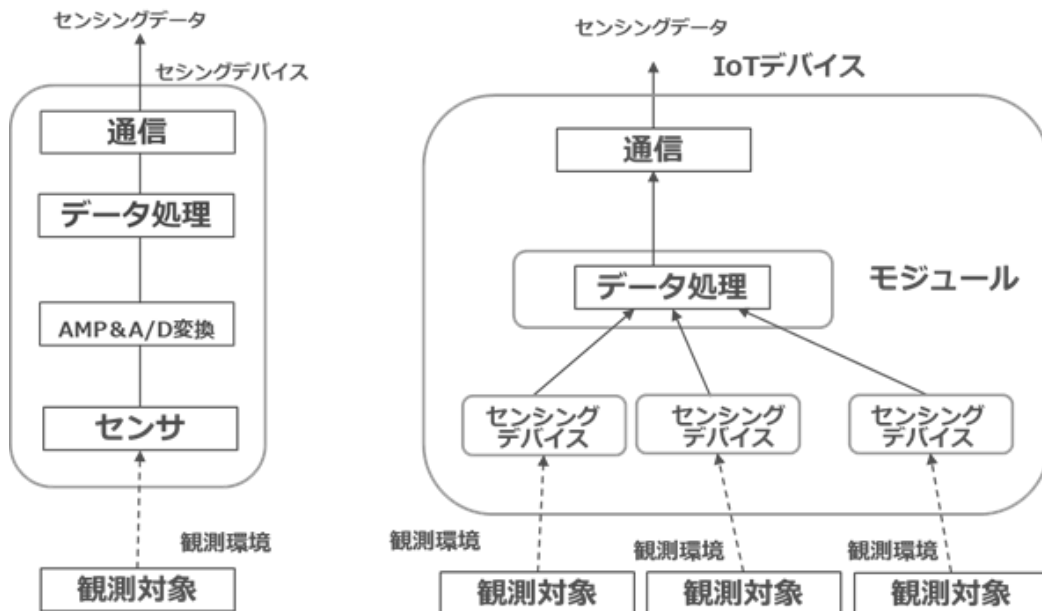 センシングデータ
セシングデバイス
通信
データ処理
AMP&A/D変換
センサ
観測環境
観測対象
センシングデータ
IoTデバイス
通信
モジュール
データ処理
センシング
デバイス
センシング
デバイス
センシング
デバイス
観測環境
観測環境
観測環境
観測対象
観測対象
観測対象